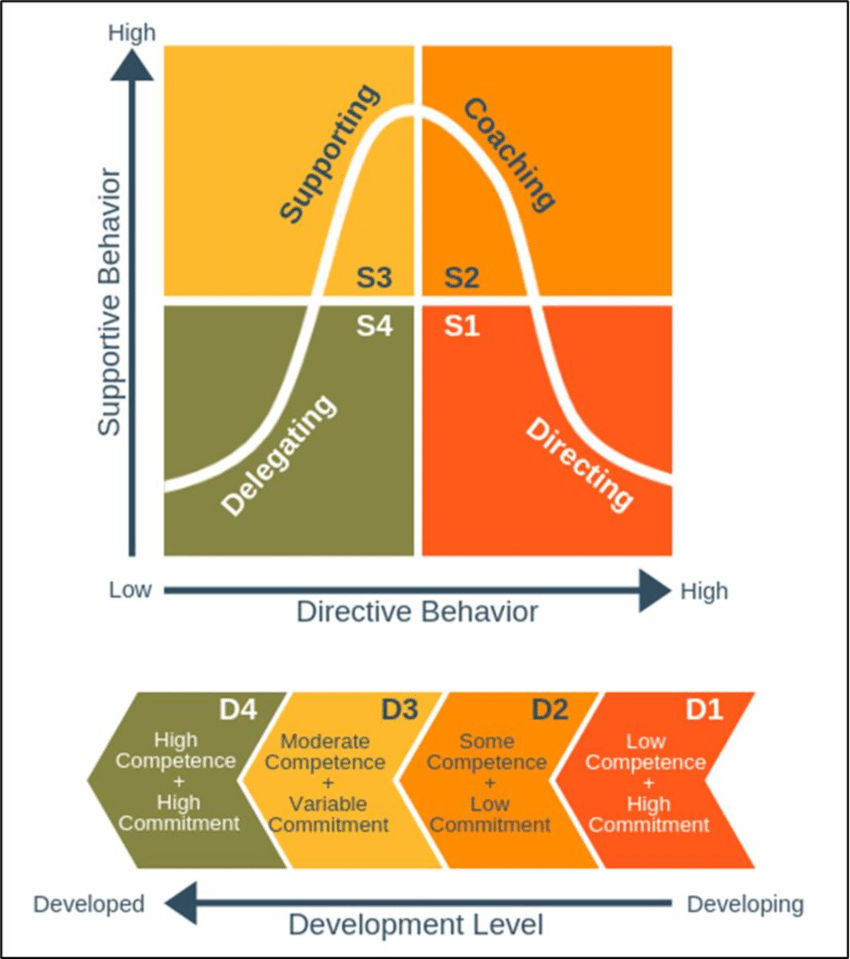 High
Supportive Behavior
Supporting
Coaching
S3
S2
S4
S1
Delegating
Directing
Low
High
Directive Behavior
D4
High
Competence
+
High
Commitment
D3
Moderate
Competence
+
Variable
Commitment
D2
Some
Competence
+
Low
Commitment
D1
Low
Competence
+
High
Commitment
Developed
Developing
Development Level